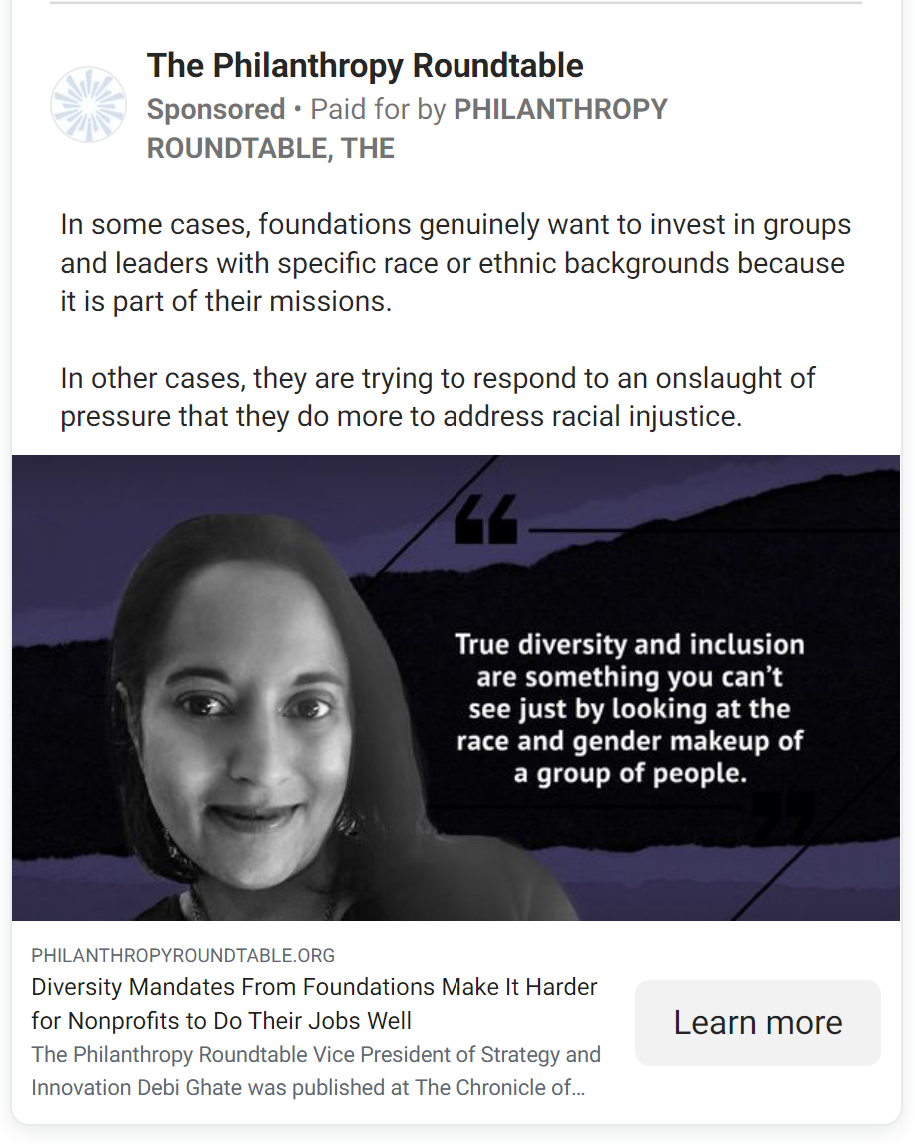 The Philanthropy Roundtable
Sponsored • Paid for by PHILANTHROPY
ROUNDTABLE, THE
In some cases, foundations genuinely want to invest in groups
and leaders with specific race or ethnic backgrounds because
it is part of their missions.
In other cases, they are trying to respond to an onslaught of
pressure that they do more to address racial injustice.
“
True diversity and inclusion
are something you can’t
see just by looking at the
race and gender makeup of
a group of people.
”
PHILANTHROPYROUNDTABLE.ORG
Diversity Mandates From Foundations Make It Harder
for Nonprofits to Do Their Jobs Well
The Philanthropy Roundtable Vice President of Strategy and
Innovation Debi Ghate was published at The Chronicle of…
Learn more